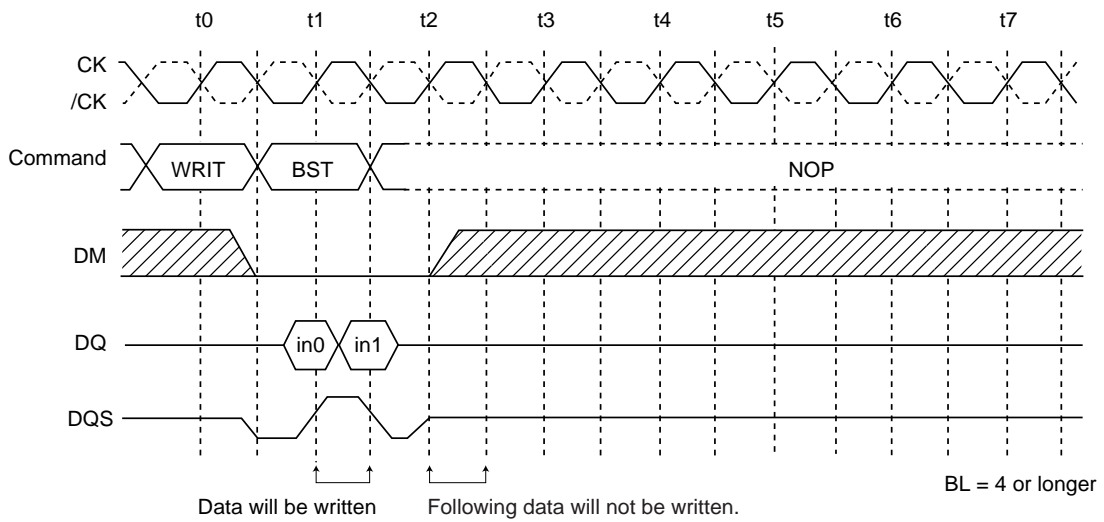 t0 t1 t2 t3 t4 t5 t6 t7
CK
/CK
Command WRIT BST NOP
DM
DQ in0 in1
DQS
Data will be written Following data will not be written.
BL = 4 or longer